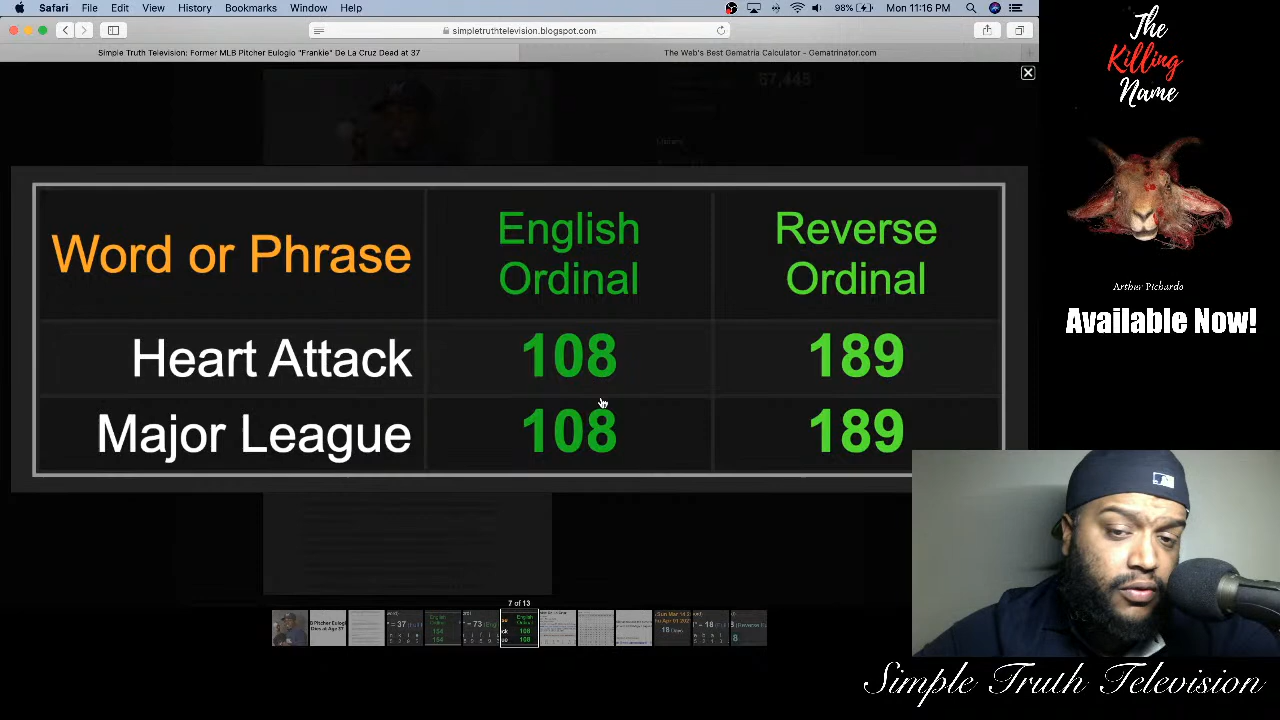 Safari File Edit View History Bookmarks Window Help 98% Mon 11:16 PM
simpletruthtelevision.blogspot.com
Simple Truth Television: Former MLB Pitcher Eulogio "Frankie" De La Cruz Dead at 37
The Web's Best Gematria Calculator - Gematrinator.com
67,445
Word or Phrase
English Ordinal
Reverse Ordinal
Heart Attack 108 189
Major League 108 189
7 of 13
The
Killing
Name
Arther Pichardo
Available Now!
Simple Truth Television